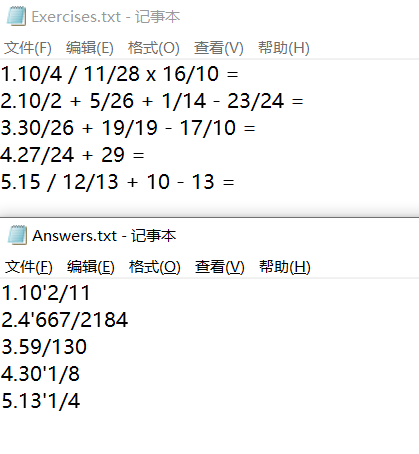 Exercises.txt - 记事本
文件(F) 编辑(E) 格式(O) 查看(V) 帮助(H)
1.10/4 / 11/28 x 16/10 =
2.10/2 + 5/26 + 1/14 - 23/24 =
3.30/26 + 19/19 - 17/10 =
4.27/24 + 29 =
5.15 / 12/13 + 10 - 13 =
Answers.txt - 记事本
文件(F) 编辑(E) 格式(O) 查看(V) 帮助(H)
1.10'2/11
2.4'667/2184
3.59/130
4.30'1/8
5.13'1/4